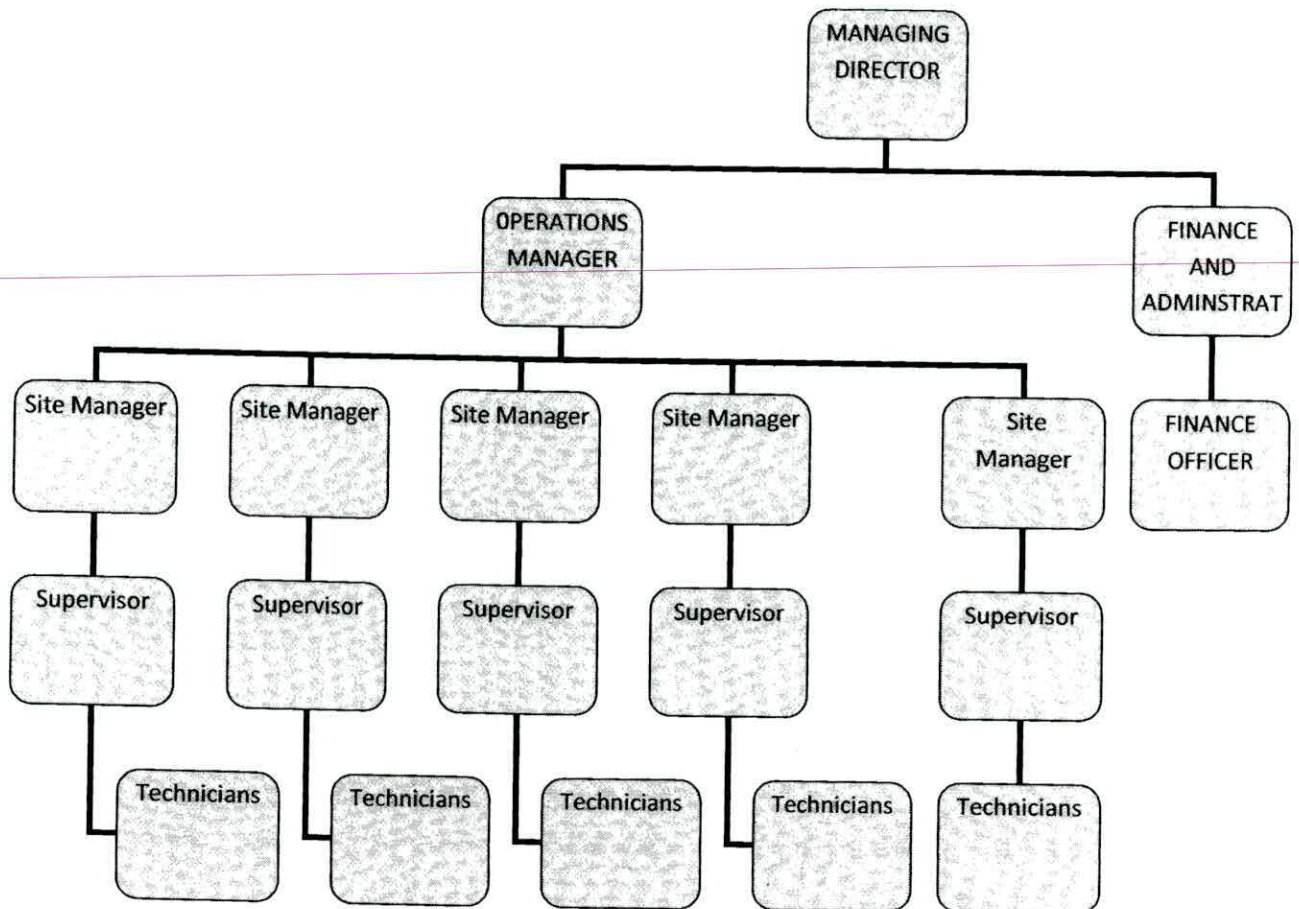 MANAGING
DIRECTOR
0PERATIONS
MANAGER
FINANCE
AND
ADMINSTRAT
Site Manager
Site Manager
Site Manager
Site Manager
Site
Manager
FINANCE
OFFICER
Supervisor
Supervisor
Supervisor
Supervisor
Supervisor
Technicians
Technicians
Technicians
Technicians
Technicians